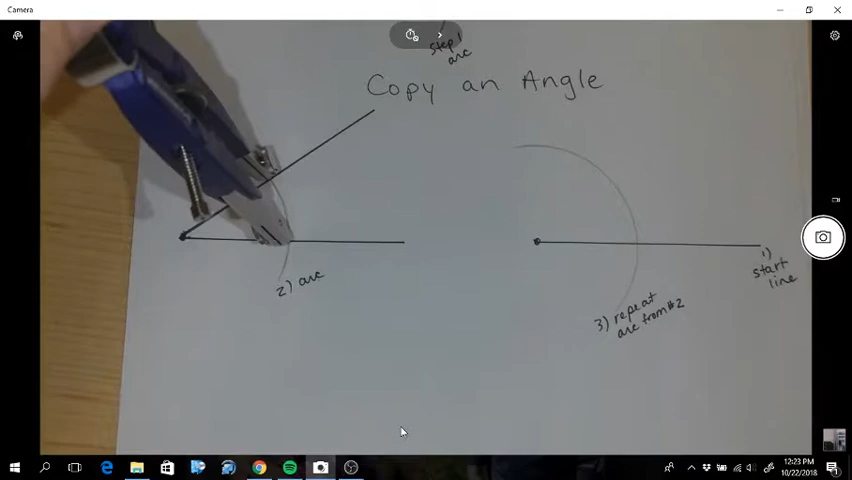 Camera
step 1
arc
Copy an Angle
2) arc
1)
start
line
3) repeat
arc from #2
12:23 PM
10/22/2018